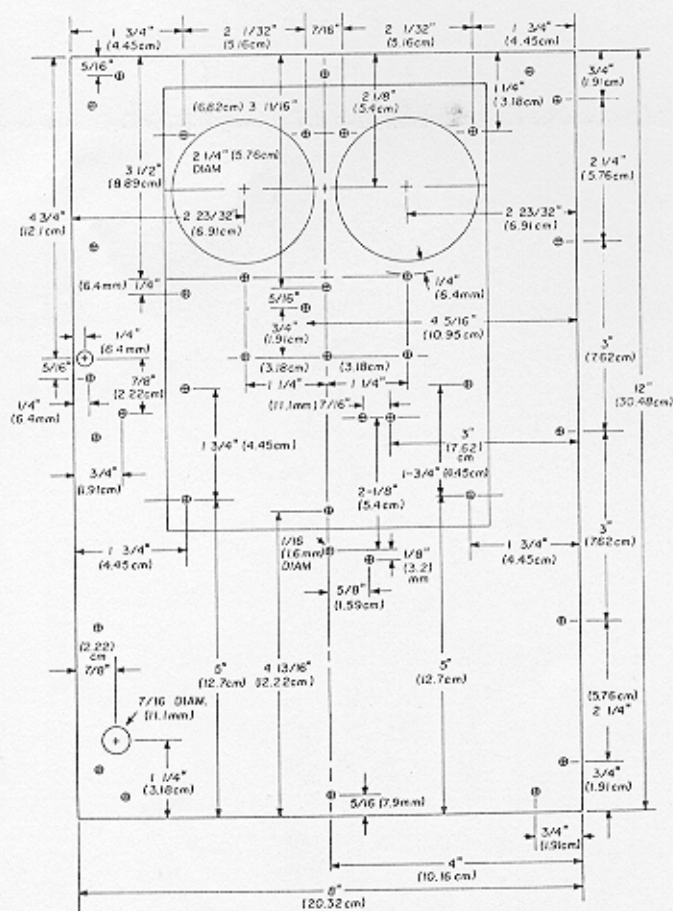 1 3/4"
(4.45cm)
2 1/32"
(5.16cm)
7/16"
2 1/32"
(5.16cm)
1 3/4"
(4.45cm)
5/16"
3/4"
(1.91cm)
2 1/8"
(5.4cm)
1 1/4"
(3.18cm)
(6.82cm) 3 11/16"
2 1/4" (5.76cm)
DIAM
3 1/2"
(8.89cm)
2 1/4"
(5.76cm)
4 3/4"
(12.1cm)
2 23/32"
(6.91cm)
2 23/32"
(6.91cm)
(6.4mm) 1/4"
5/16"
1/4"
(6.4mm)
1/4"
(6.4mm)
3/4"
(1.91cm)
4 5/16"
(10.95cm)
3"
(7.62cm)
5/16"
7/8"
(2.22cm)
(3.18cm)
(3.18cm)
1 1/4"
1 1/4"
12"
(30.48cm)
1/4"
(6.4mm)
(11.1mm) 7/16"
1 3/4" (4.45cm)
3"
(7.62)
cm
1-3/4" (4.45cm)
3/4"
(1.91cm)
2-1/8"
(5.4cm)
3"
(7.62cm)
1 3/4"
(4.45cm)
1/16
(1.6mm)
DIAM
1/8"
(3.2)
mm
1 3/4"
(4.45cm)
5/8"
(1.59cm)
(2.22)
cm
7/8"
5"
(12.7cm)
4 13/16"
(12.22cm)
5"
(12.7cm)
7/16 DIAM.
(11.1mm)
(5.76cm)
2 1/4"
1 1/4"
(3.18cm)
3/4"
(1.91cm)
5/16 (7.9mm)
3/4"
(1.91cm)
4"
(10.16cm)
8"
(20.32cm)